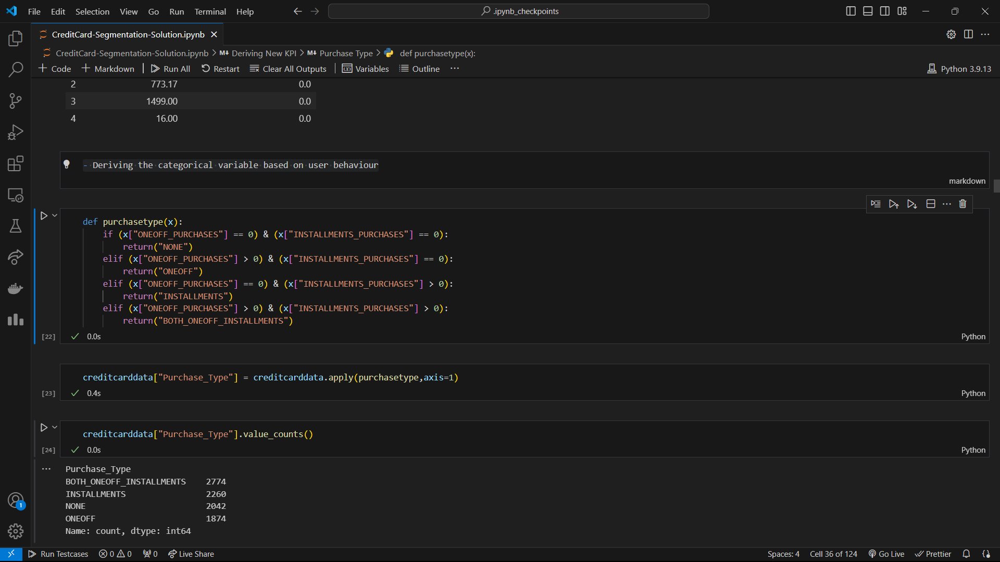 File Edit Selection View Go Run Terminal Help .ipynb_checkpoints
CreditCard-Segmentation-Solution.ipynb
CreditCard-Segmentation-Solution.ipynb > M↓ Deriving New KPI > M↓ Purchase Type > def purchasetype(x):
+ Code + Markdown | Run All Restart Clear All Outputs | Variables Outline ··· Python 3.9.13
2 773.17 0.0
3 1499.00 0.0
4 16.00 0.0
- Deriving the categorical variable based on user behaviour
markdown
def purchasetype(x):
    if (x["ONEOFF_PURCHASES"] == 0) & (x["INSTALLMENTS_PURCHASES"] == 0):
        return("NONE")
    elif (x["ONEOFF_PURCHASES"] > 0) & (x["INSTALLMENTS_PURCHASES"] == 0):
        return("ONEOFF")
    elif (x["ONEOFF_PURCHASES"] == 0) & (x["INSTALLMENTS_PURCHASES"] > 0):
        return("INSTALLMENTS")
    elif (x["ONEOFF_PURCHASES"] > 0) & (x["INSTALLMENTS_PURCHASES"] > 0):
        return("BOTH_ONEOFF_INSTALLMENTS")
[22] 0.0s Python
creditcarddata["Purchase_Type"] = creditcarddata.apply(purchasetype,axis=1)
[23] 0.4s Python
creditcarddata["Purchase_Type"].value_counts()
[24] 0.0s Python
··· Purchase_Type
BOTH_ONEOFF_INSTALLMENTS 2774
INSTALLMENTS 2260
NONE 2042
1
ONEOFF 1874
Name: count, dtype: int64
Run Testcases 0 0 0 Live Share Spaces: 4 Cell 36 of 124 Go Live Prettier